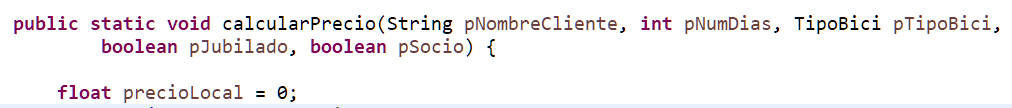 public static void calcularPrecio(String pNombreCliente, int pNumDias, TipoBici pTipoBici,
boolean pJubilado, boolean pSocio) {
float precioLocal = 0;